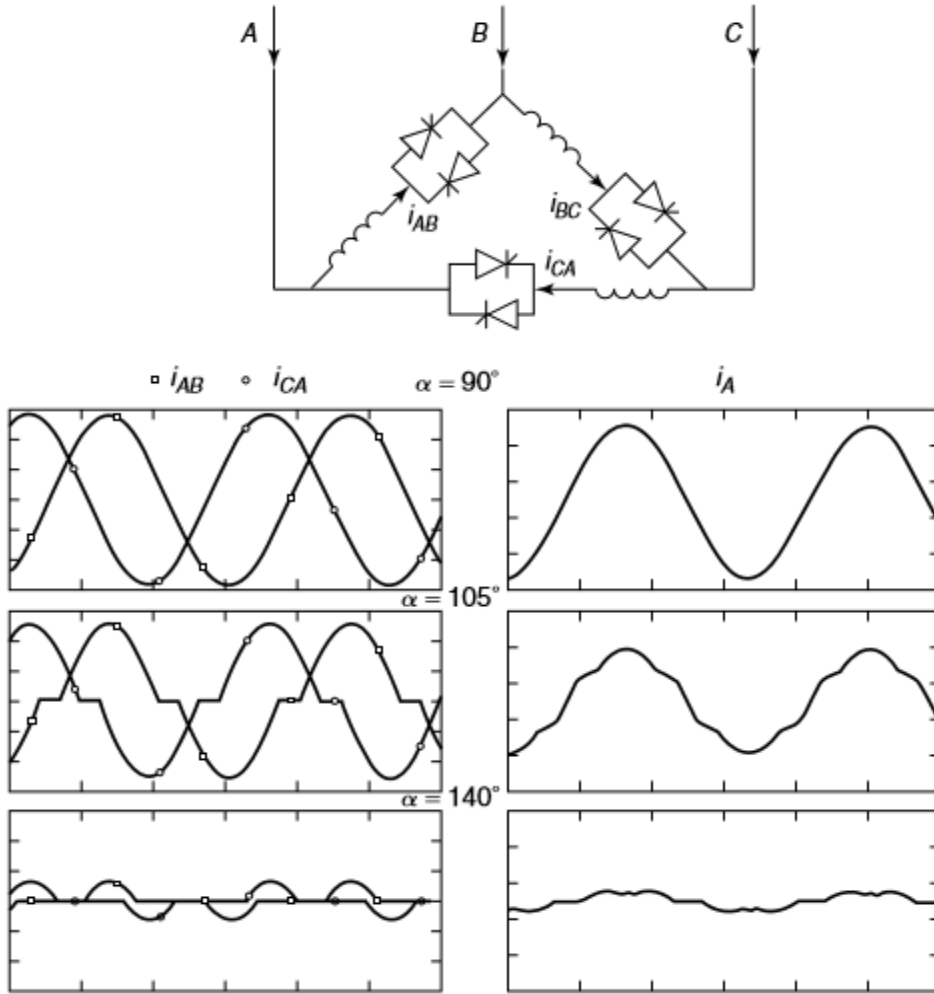 A B C
i_AB i_BC
i_CA
i_AB i_CA α = 90° i_A
α = 105°
α = 140°